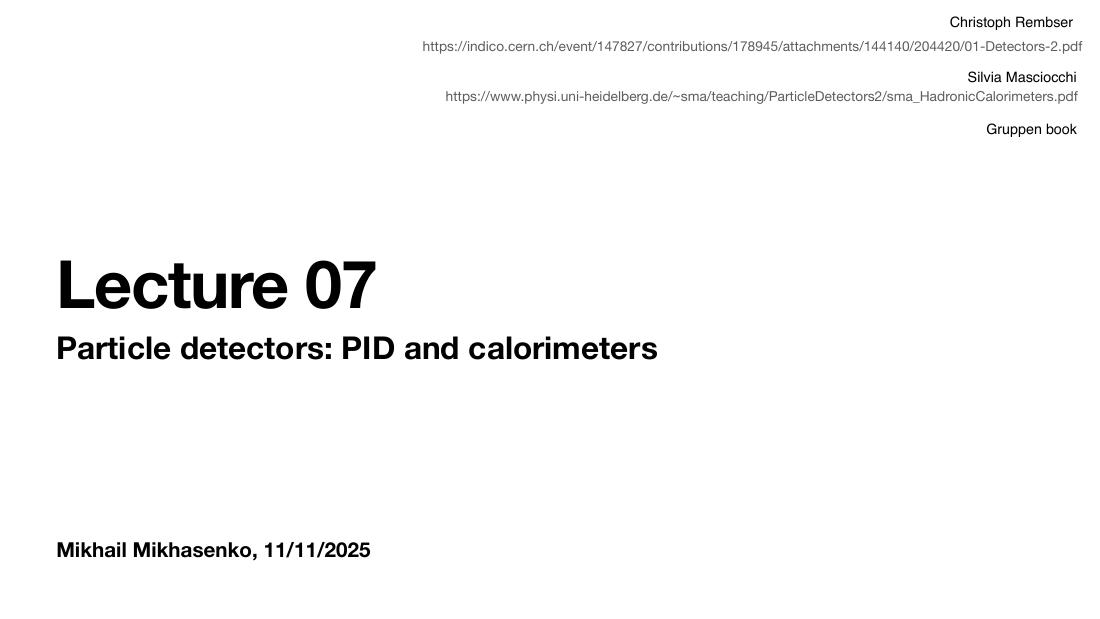 Christoph Rembser
https://indico.cern.ch/event/147827/contributions/178945/attachments/144140/204420/01-Detectors-2.pdf
Silvia Masciocchi
https://www.physi.uni-heidelberg.de/~sma/teaching/ParticleDetectors2/sma_HadronicCalorimeters.pdf
Gruppen book
Lecture 07
Particle detectors: PID and calorimeters
Mikhail Mikhasenko, 11/11/2025